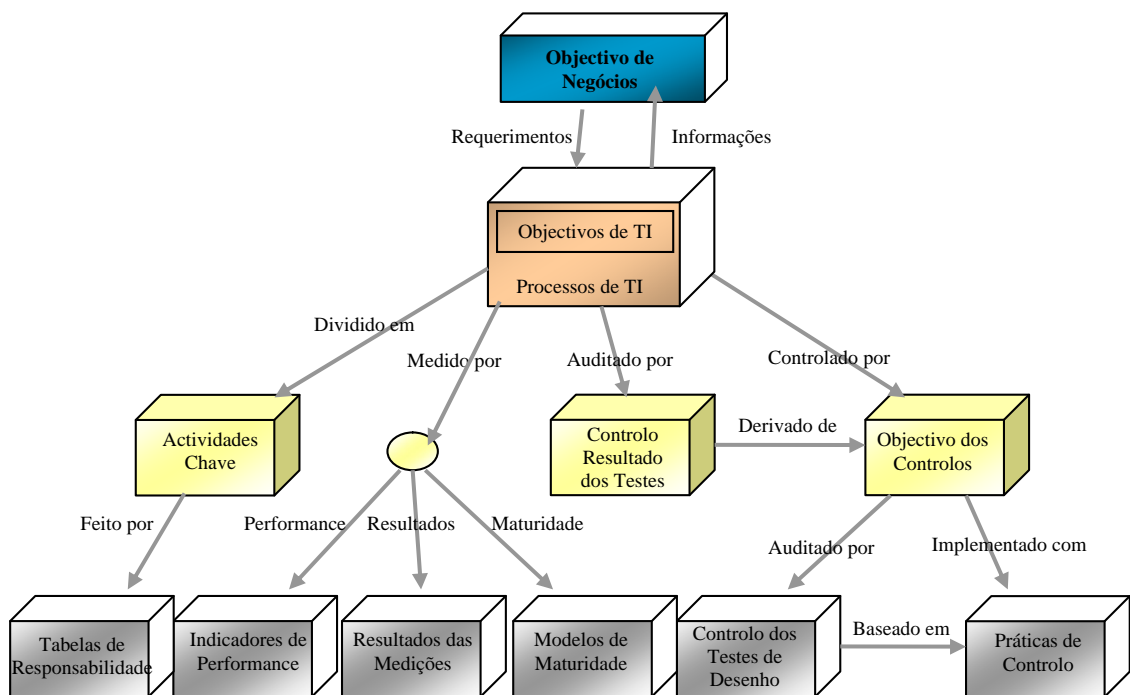 Objectivo de
Negócios
Requerimentos
Informações
Objectivos de TI
Processos de TI
Dividido em
Medido por
Auditado por
Controlado por
Actividades
Chave
Controlo
Resultado
dos Testes
Derivado de
Objectivo dos
Controlos
Feito por
Performance
Resultados
Maturidade
Auditado por
Implementado com
Tabelas de
Responsabilidade
Indicadores de
Performance
Resultados das
Medições
Modelos de
Maturidade
Controlo dos
Testes de
Desenho
Baseado em
Práticas de
Controlo